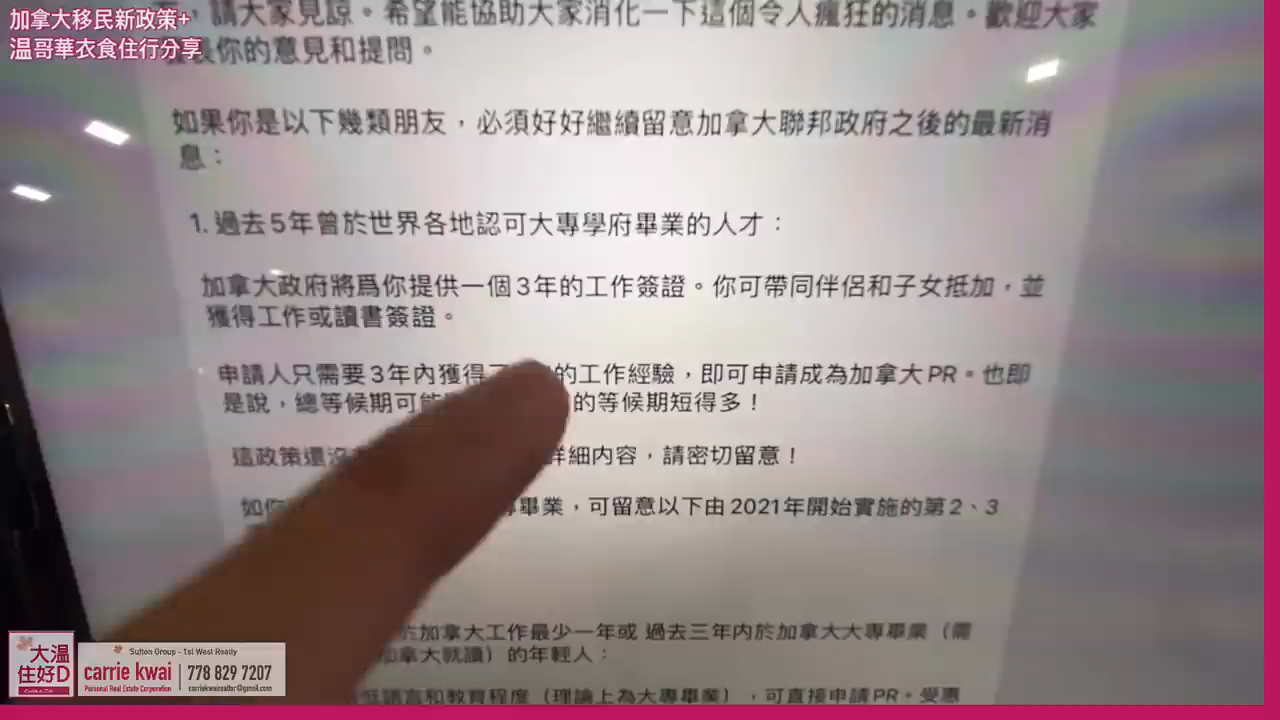 加拿大移民新政策+
溫哥華衣食住行分享
，請大家見諒。希望能協助大家消化一下這個令人瘋狂的消息。歡迎大家
你的意見和提問。
如果你是以下幾類朋友，必須好好繼續留意加拿大聯邦政府之後的最新消
息：
1. 過去5年曾於世界各地認可大專學府畢業的人才：
加拿大政府將爲你提供一個3年的工作簽證。你可帶同伴侶和子女抵加，並
獲得工作或讀書簽證。
申請人只需要3年內獲得 的工作經驗，即可申請成為加拿大PR。也即
是說，總等候期可能 的等候期短得多！
這政策還沒 詳細内容，請密切留意！
如你 專畢業，可留意以下由2021年開始實施的第2、3
於加拿大工作最少一年或 過去三年内於加拿大大專畢業（需
加拿大就讀）的年輕人：
低語言和教育程度（理論上為大專畢業），可直接申請PR。受惠
大溫
住好D
Sutton Group - 1st West Realty
carrie kwai
778 829 7207
Personal Real Estate Corporation
carriekwairealtor@gmail.com